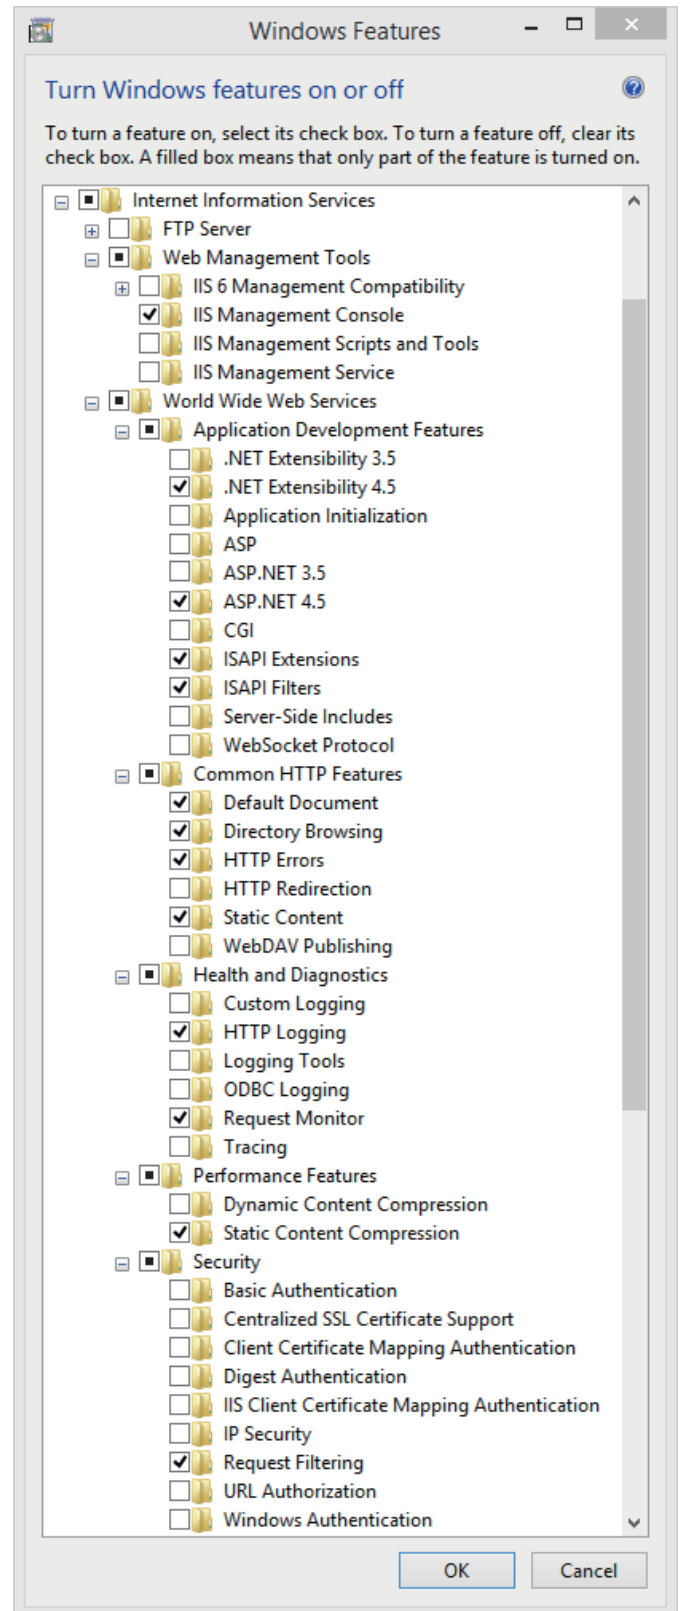 Windows Features
Turn Windows features on or off
To turn a feature on, select its check box. To turn a feature off, clear its
check box. A filled box means that only part of the feature is turned on.
Internet Information Services
FTP Server
Web Management Tools
IIS 6 Management Compatibility
IIS Management Console
IIS Management Scripts and Tools
IIS Management Service
World Wide Web Services
Application Development Features
.NET Extensibility 3.5
.NET Extensibility 4.5
Application Initialization
ASP
ASP.NET 3.5
ASP.NET 4.5
CGI
ISAPI Extensions
ISAPI Filters
Server-Side Includes
WebSocket Protocol
Common HTTP Features
Default Document
Directory Browsing
HTTP Errors
HTTP Redirection
Static Content
WebDAV Publishing
Health and Diagnostics
Custom Logging
HTTP Logging
Logging Tools
ODBC Logging
Request Monitor
Tracing
Performance Features
Dynamic Content Compression
Static Content Compression
Security
Basic Authentication
Centralized SSL Certificate Support
Client Certificate Mapping Authentication
Digest Authentication
IIS Client Certificate Mapping Authentication
IP Security
Request Filtering
URL Authorization
Windows Authentication
OK Cancel